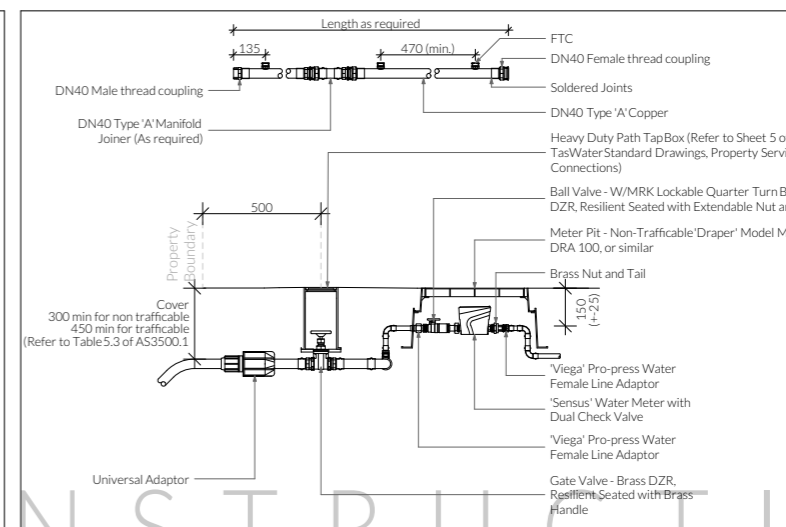 Length as required
135
470 (min.)
FTC
DN40 Female thread coupling
DN40 Male thread coupling
Soldered Joints
DN40 Type 'A' Manifold
Joiner (As required)
DN40 Type 'A' Copper
Heavy Duty Path Tap Box (Refer to Sheet 5 o
TasWater Standard Drawings, Property Servi
Connections)
500
Ball Valve - W/MRK Lockable Quarter Turn B
DZR, Resilient Seated with Extendable Nut a
Property
Boundary
Meter Pit - Non-Trafficable 'Draper' Model M
DRA 100, or similar
Brass Nut and Tail
150
(+-25)
Cover
300 min for non trafficable
450 min for trafficable
(Refer to Table 5.3 of AS3500.1
'Viega' Pro-press Water
Female Line Adaptor
'Sensus' Water Meter with
Dual Check Valve
'Viega' Pro-press Water
Female Line Adaptor
Universal Adaptor
Gate Valve - Brass DZR,
Resilient Seated with Brass
Handle
NSTRUCTI